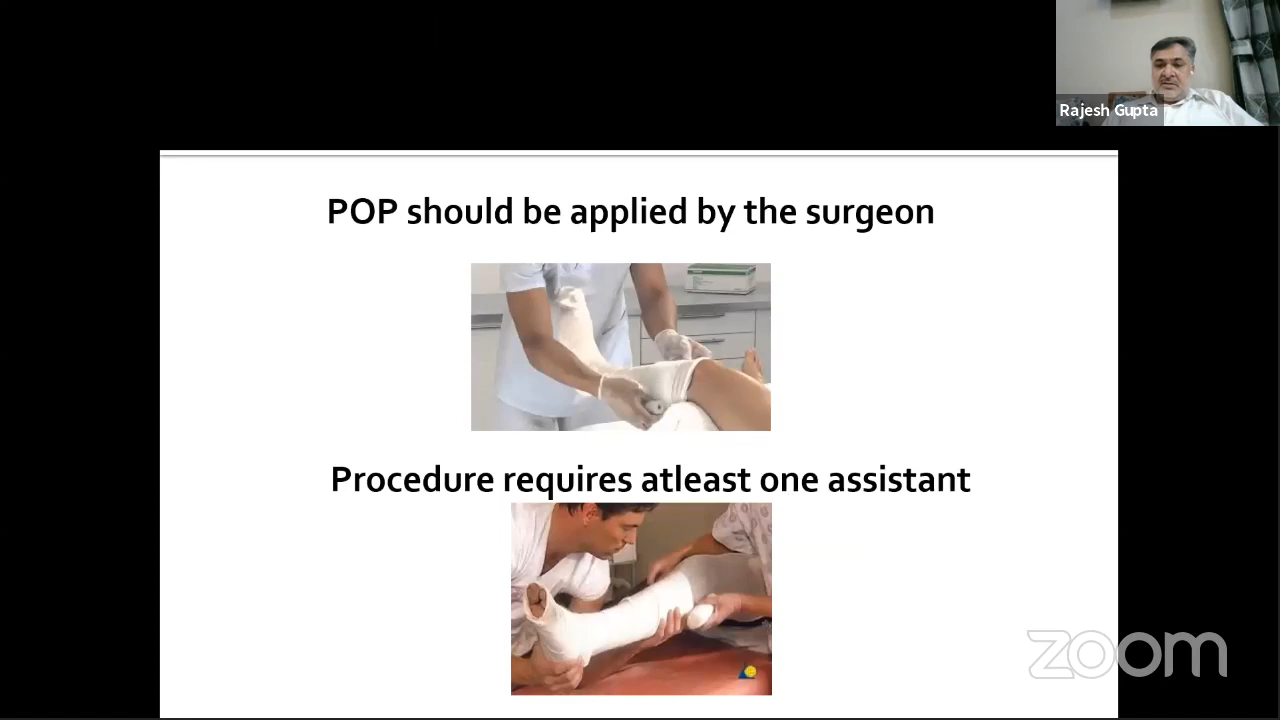 Rajesh Gupta
POP should be applied by the surgeon
Procedure requires atleast one assistant
zoom